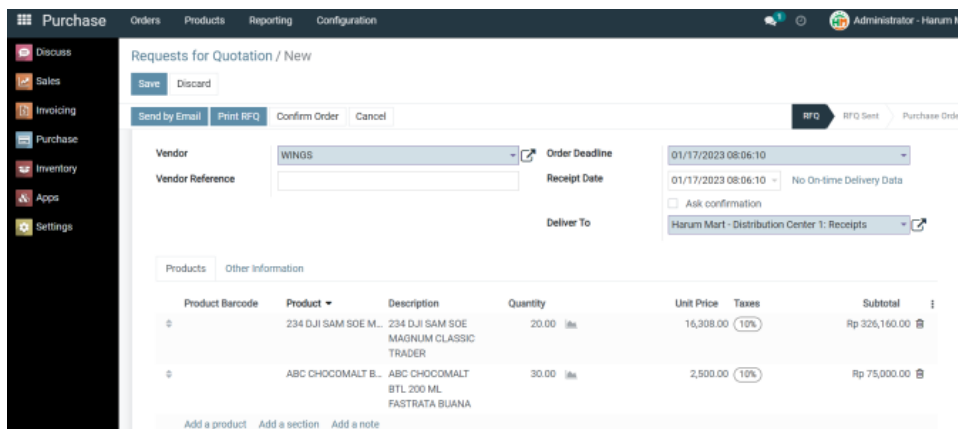 Purchase Orders Products Reporting Configuration 1 Administrator - Harum M
Discuss
Sales
Invoicing
Purchase
Inventory
Apps
Settings
Requests for Quotation / New
Save Discard
Send by Email Print RFQ Confirm Order Cancel RFQ RFQ Sent Purchase Orde
Vendor WINGS Order Deadline 01/17/2023 08:06:10
Vendor Reference Receipt Date 01/17/2023 08:06:10 No On-time Delivery Data
Ask confirmation
Deliver To Harum Mart - Distribution Center 1: Receipts
Products Other Information
Product Barcode Product Description Quantity Unit Price Taxes Subtotal
234 DJI SAM SOE M... 234 DJI SAM SOE 20.00 16,308.00 10% Rp 326,160.00
MAGNUM CLASSIC
TRADER
ABC CHOCOMALT B... ABC CHOCOMALT 30.00 2,500.00 10% Rp 75,000.00
BTL 200 ML
FASTRATA BUANA
Add a product Add a section Add a note